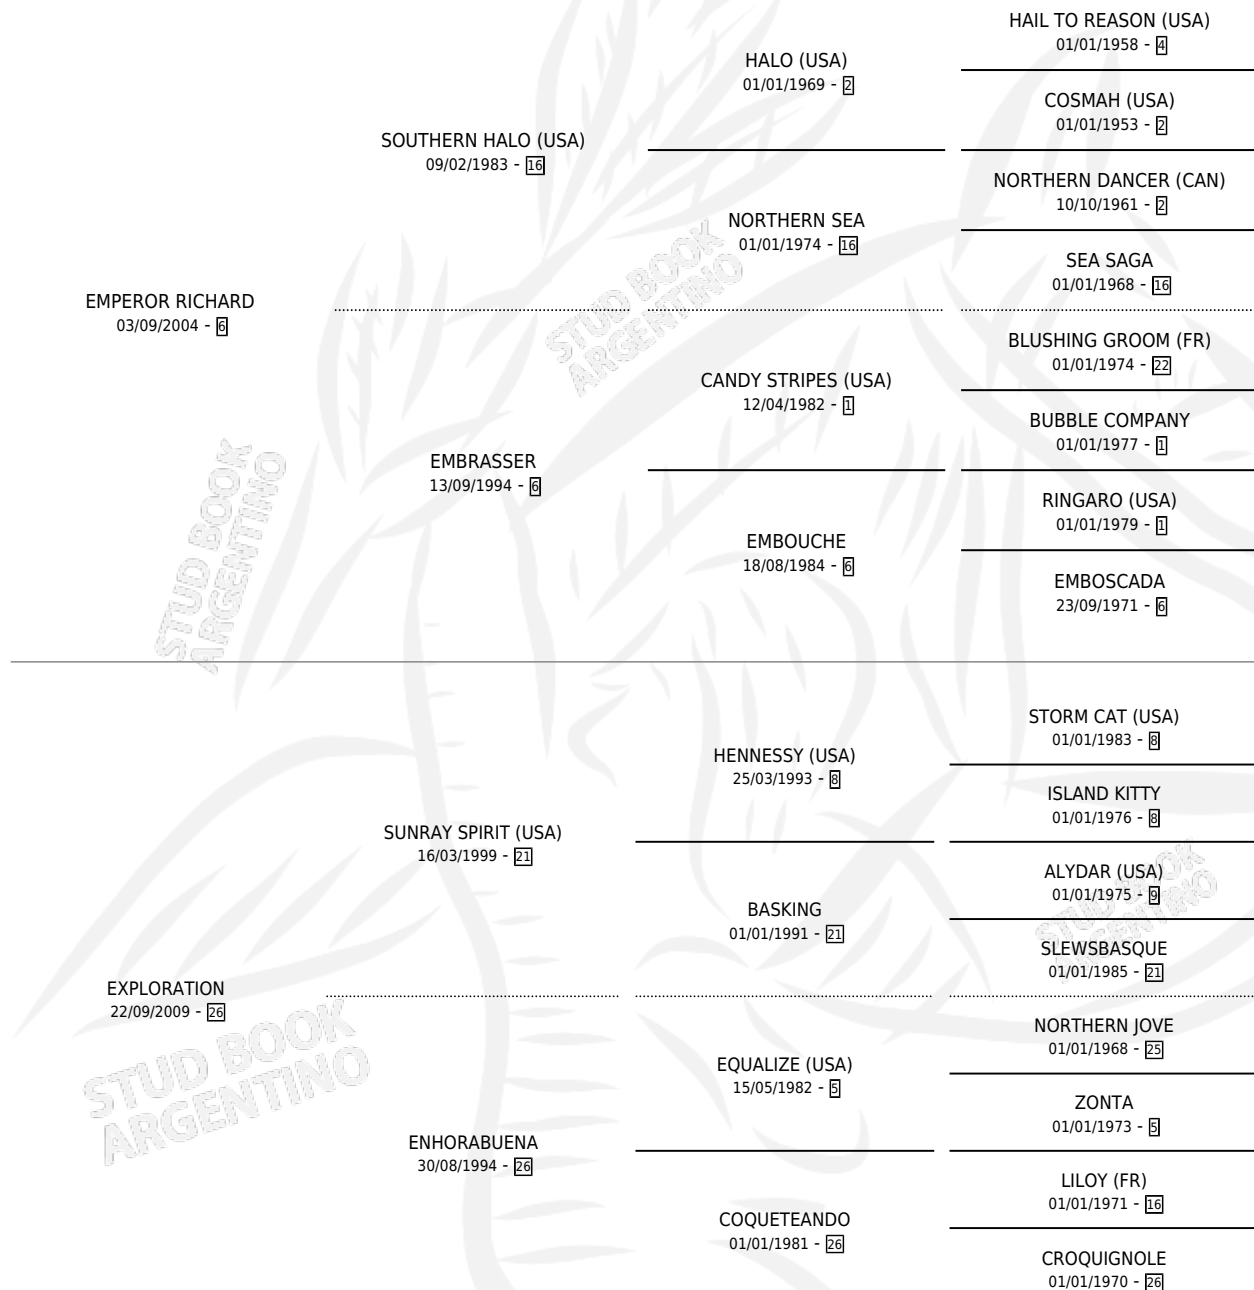 HAIL TO REASON (USA)
01/01/1958 - 4
HALO (USA)
01/01/1969 - 2
COSMAH (USA)
01/01/1953 - 2
SOUTHERN HALO (USA)
09/02/1983 - 16
NORTHERN DANCER (CAN)
10/10/1961 - 2
NORTHERN SEA
01/01/1974 - 16
SEA SAGA
01/01/1968 - 16
EMPEROR RICHARD
03/09/2004 - 6
BLUSHING GROOM (FR)
01/01/1974 - 22
CANDY STRIPES (USA)
12/04/1982 - 1
BUBBLE COMPANY
01/01/1977 - 1
EMBRASSER
13/09/1994 - 6
RINGARO (USA)
01/01/1979 - 1
EMBOUCHE
18/08/1984 - 6
EMBOSCADA
23/09/1971 - 6
STUD BOOK
ARGENTINO
STUD BOOK
ARGENTINO
STORM CAT (USA)
01/01/1983 - 8
HENNESSY (USA)
25/03/1993 - 8
ISLAND KITTY
01/01/1976 - 8
SUNRAY SPIRIT (USA)
16/03/1999 - 21
ALYDAR (USA)
01/01/1975 - 9
BASKING
01/01/1991 - 21
SLEWSBASQUE
01/01/1985 - 21
STUD BOOK
ARGENTINO
EXPLORATION
22/09/2009 - 26
NORTHERN JOVE
01/01/1968 - 25
EQUALIZE (USA)
15/05/1982 - 5
ZONTA
01/01/1973 - 5
STUD BOOK
ARGENTINO
ENHORABUENA
30/08/1994 - 26
LILOY (FR)
01/01/1971 - 16
COQUETEANDO
01/01/1981 - 26
CROQUIGNOLE
01/01/1970 - 26